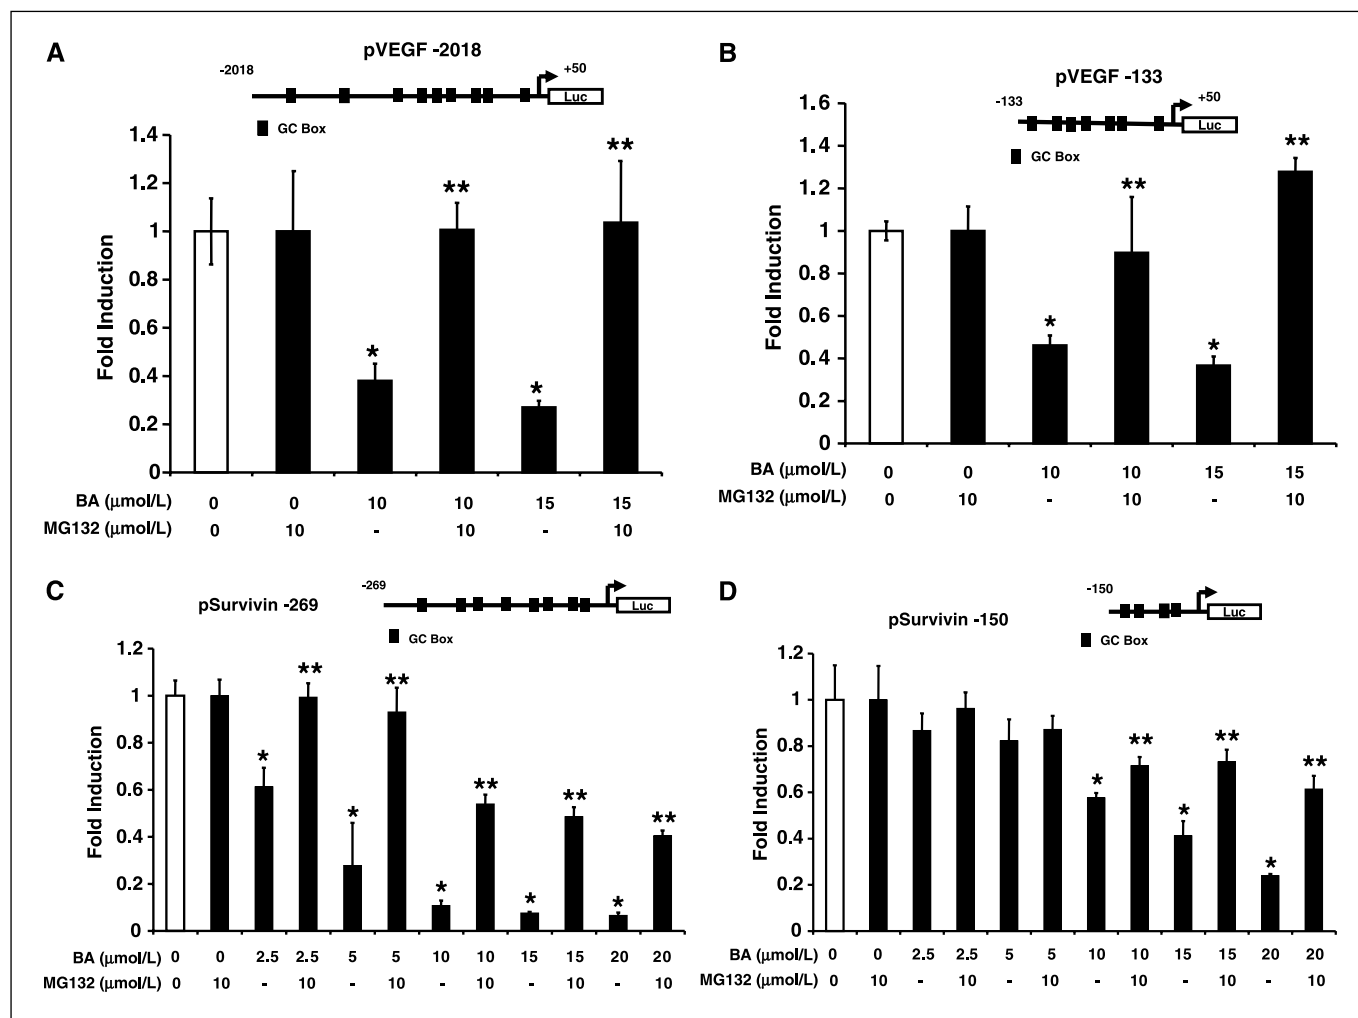 A
pVEGF -2018
-2018
+50
Luc
GC Box
1.4
1.2
1
0.8
0.6
0.4
0.2
0
Fold Induction
* ** * **
BA (μmol/L) 0 0 10 10 15 15
MG132 (μmol/L) 0 10 - 10 - 10
B
pVEGF -133
-133
+50
Luc
GC Box
1.6
1.4
1.2
1
0.8
0.6
0.4
0.2
0
Fold Induction
* ** * **
BA (μmol/L) 0 0 10 10 15 15
MG132 (μmol/L) 0 10 - 10 - 10
C
pSurvivin -269
-269
Luc
GC Box
1.2
1
0.8
0.6
0.4
0.2
0
Fold Induction
* ** * ** * ** * ** * **
BA (μmol/L) 0 0 2.5 2.5 5 5 10 10 15 15 20 20
MG132 (μmol/L) 0 10 - 10 - 10 - 10 - 10 - 10
D
pSurvivin -150
-150
Luc
GC Box
1.2
1
0.8
0.6
0.4
0.2
0
Fold Induction
* ** * ** * **
BA (μmol/L) 0 0 2.5 2.5 5 5 10 10 15 15 20 20
MG132 (μmol/L) 0 10 - 10 - 10 - 10 - 10 - 10